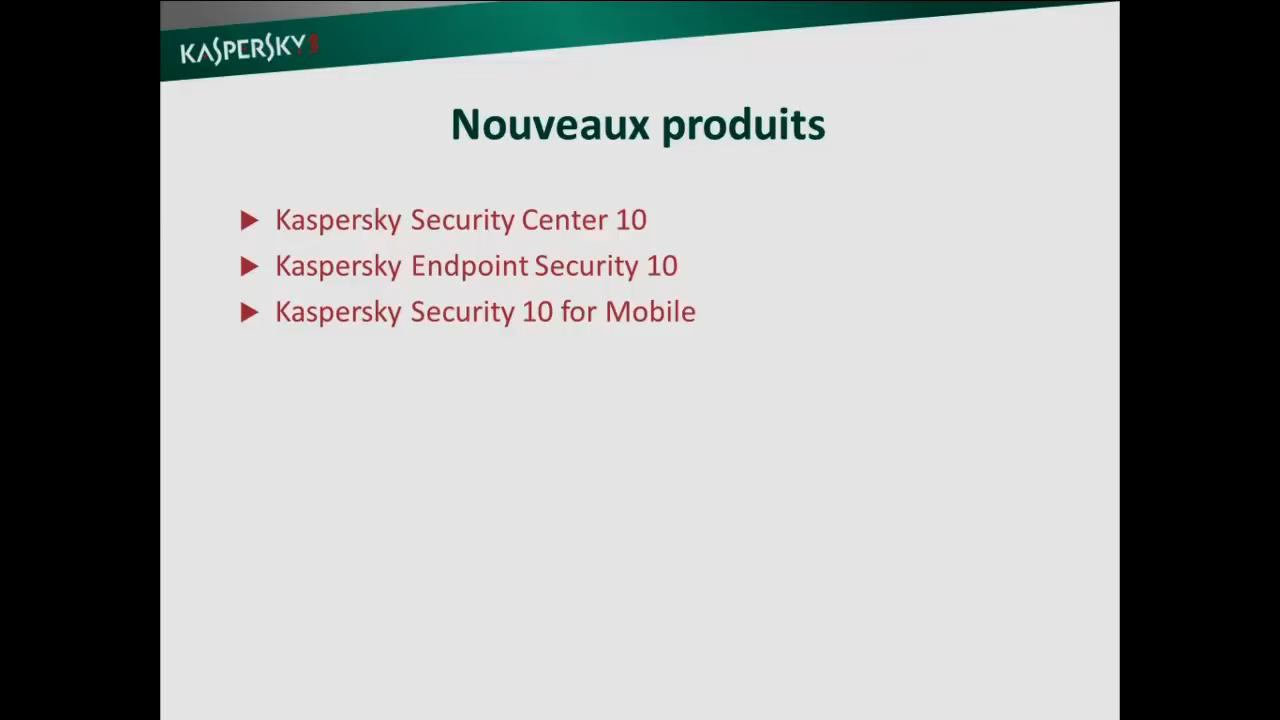 KASPERSKY
Nouveaux produits
Kaspersky Security Center 10
Kaspersky Endpoint Security 10
Kaspersky Security 10 for Mobile